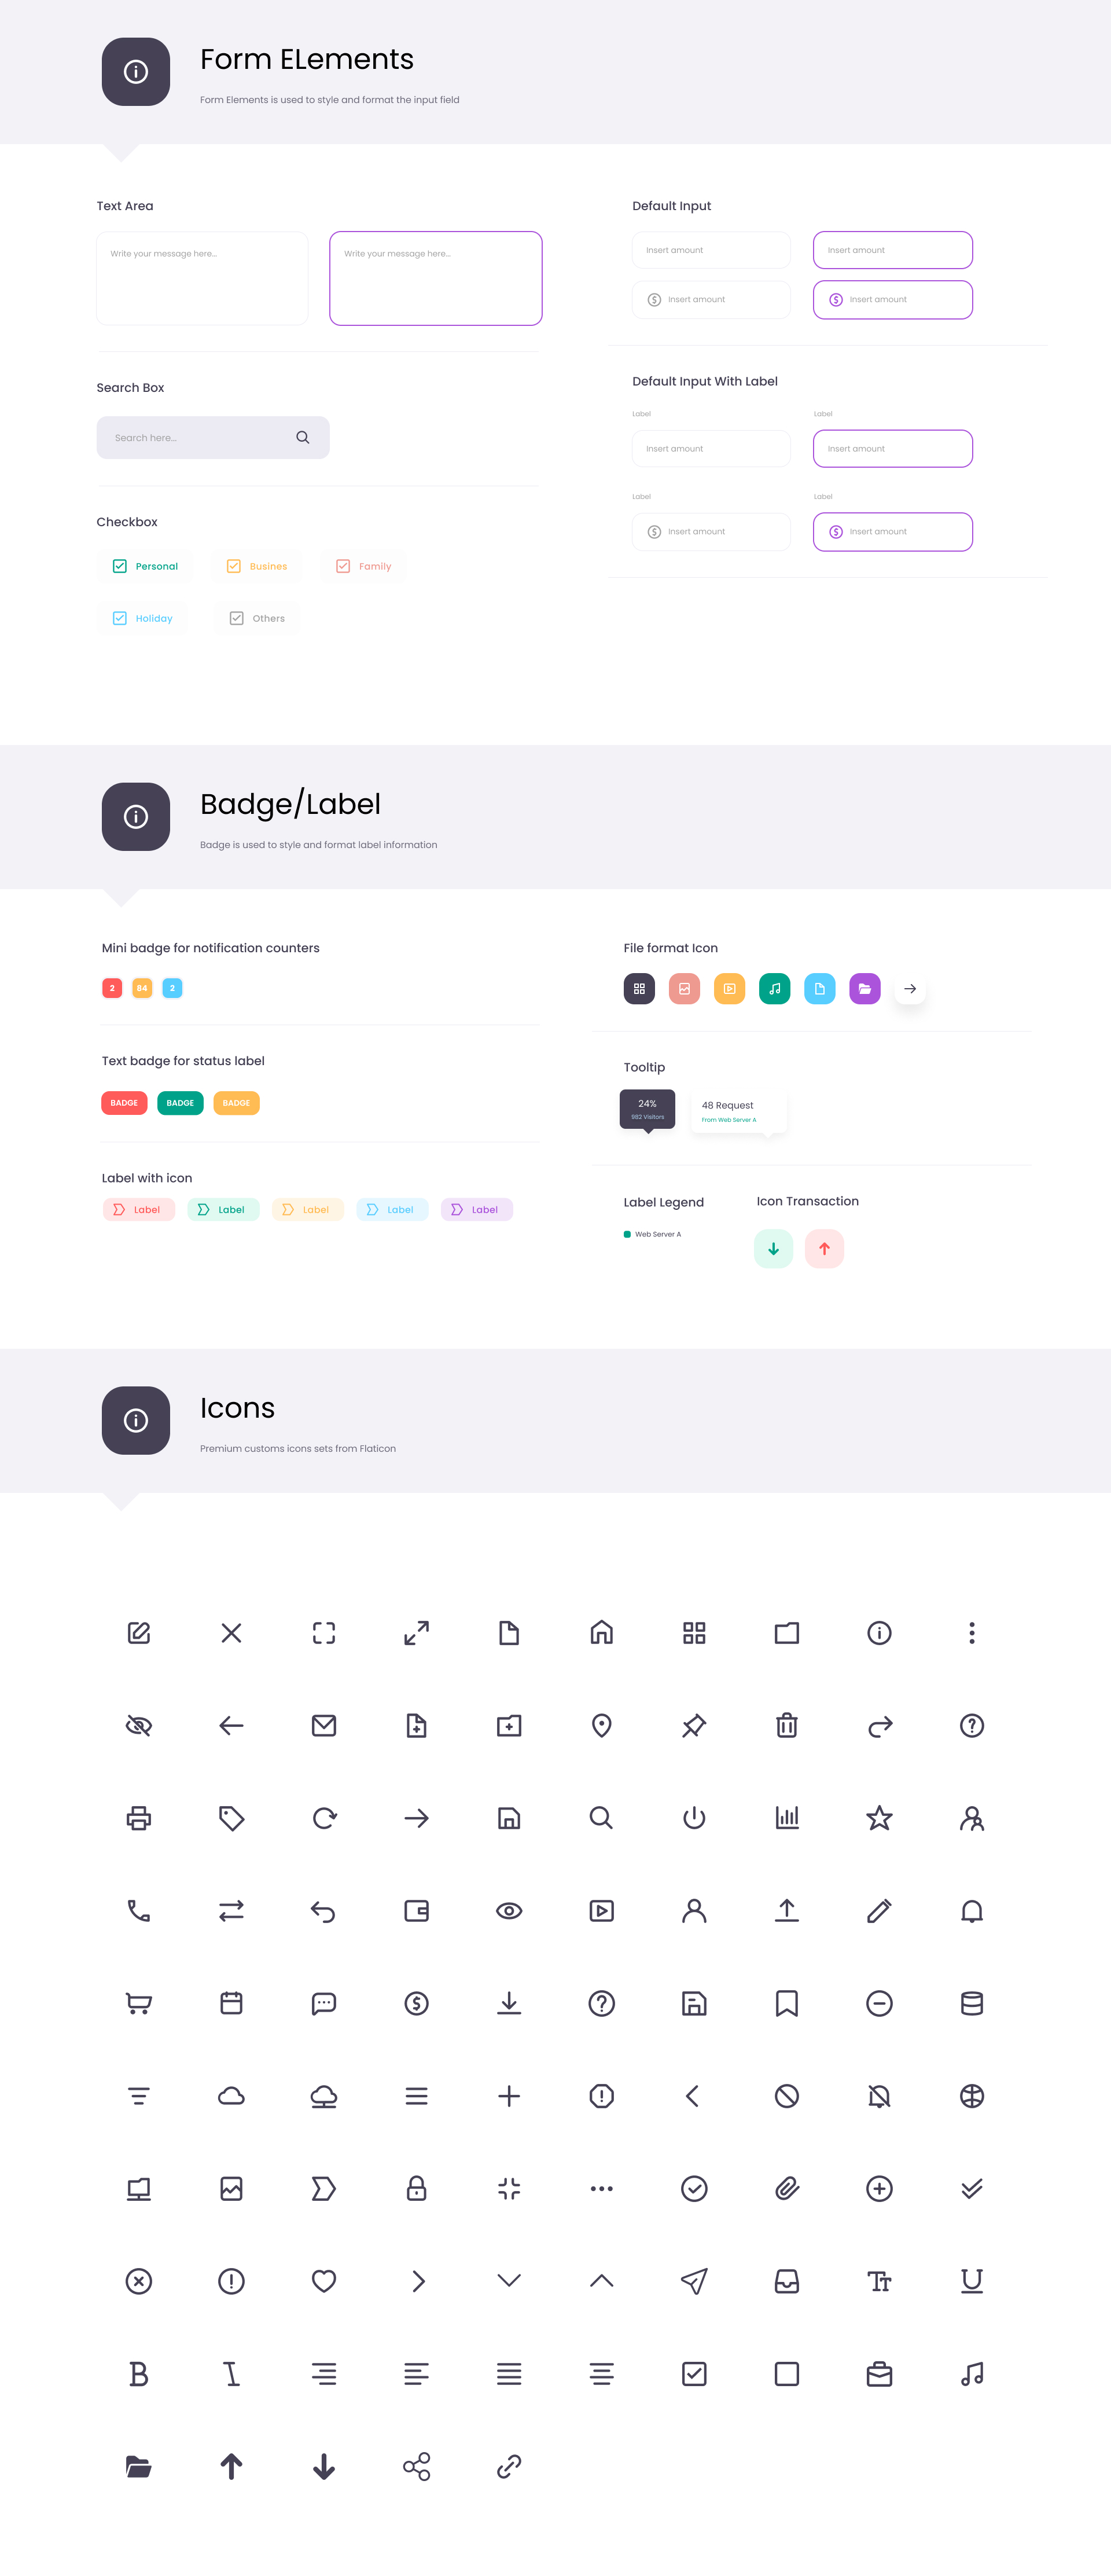 Form ELements
Form Elements is used to style and format the input field
Text Area
Write your message here...
Write your message here...
Search Box
Search here...
Checkbox
Personal
Busines
Family
Holiday
Others
Default Input
Insert amount
Insert amount
Insert amount
Insert amount
Default Input With Label
Label
Label
Insert amount
Insert amount
Label
Label
Insert amount
Insert amount
Badge/Label
Badge is used to style and format label information
Mini badge for notification counters
2
84
2
Text badge for status label
BADGE
BADGE
BADGE
Label with icon
Label
Label
Label
Label
Label
File format Icon
Tooltip
24%
982 Visitors
48 Request
From Web Server A
Label Legend
Web Server A
Icon Transaction
Icons
Premium customs icons sets from Flaticon